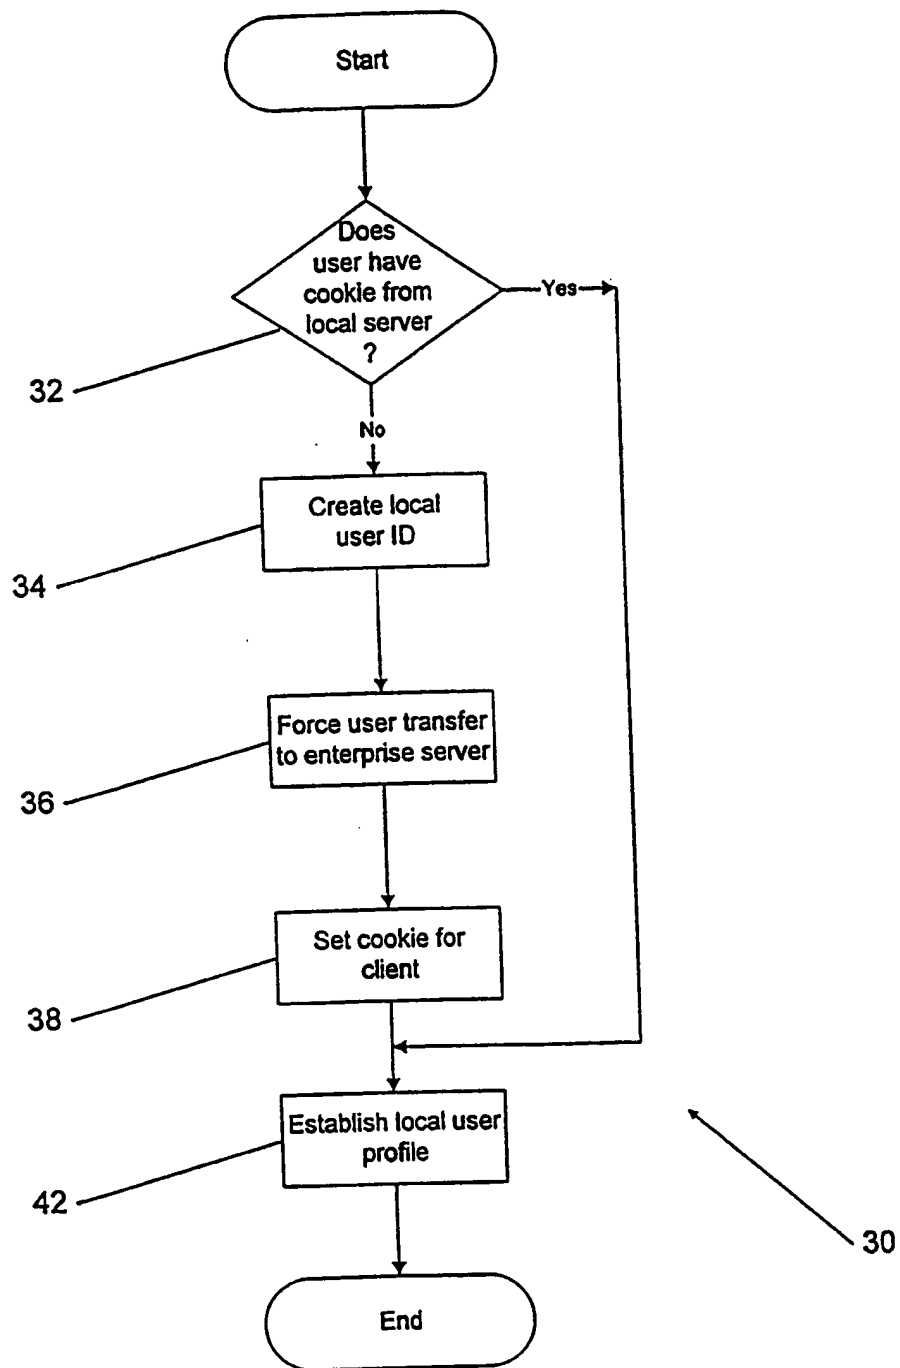 Start
Does
user have
cookie from
local server
?
Yes
32
No
Create local
user ID
34
Force user transfer
to enterprise server
36
Set cookie for
client
38
Establish local user
profile
42
30
End